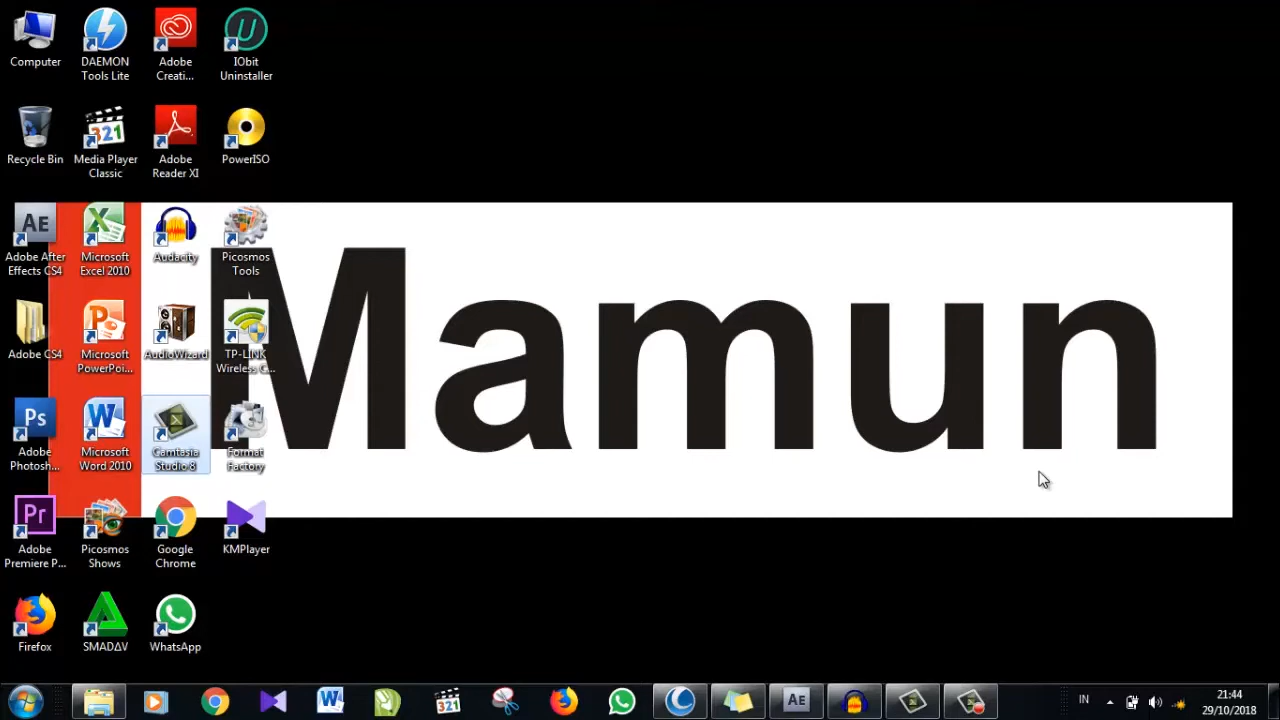 Computer
DAEMON
Tools Lite
Adobe
Creati...
IObit
Uninstaller
Recycle Bin
Media Player
Classic
Adobe
Reader XI
PowerISO
Adobe After
Effects CS4
Microsoft
Excel 2010
Audacity
Picosmos
Tools
Adobe CS4
Microsoft
PowerPoi...
AudioWizard
TP-LINK
Wireless C...
Adobe
Photosh...
Microsoft
Word 2010
Camtasia
Studio 8
Format
Factory
Adobe
Premiere P...
Picosmos
Shows
Google
Chrome
KMPlayer
Firefox
SMADΔV
WhatsApp
Mamun
IN
21:44
29/10/2018